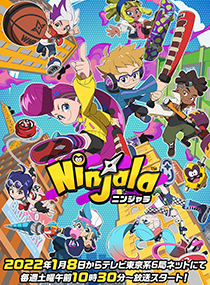 Ninjala
ニンジャラ
2022年1月8日からテレビ東京系6局ネットにて
毎週土曜午前10時30分~放送スタート!